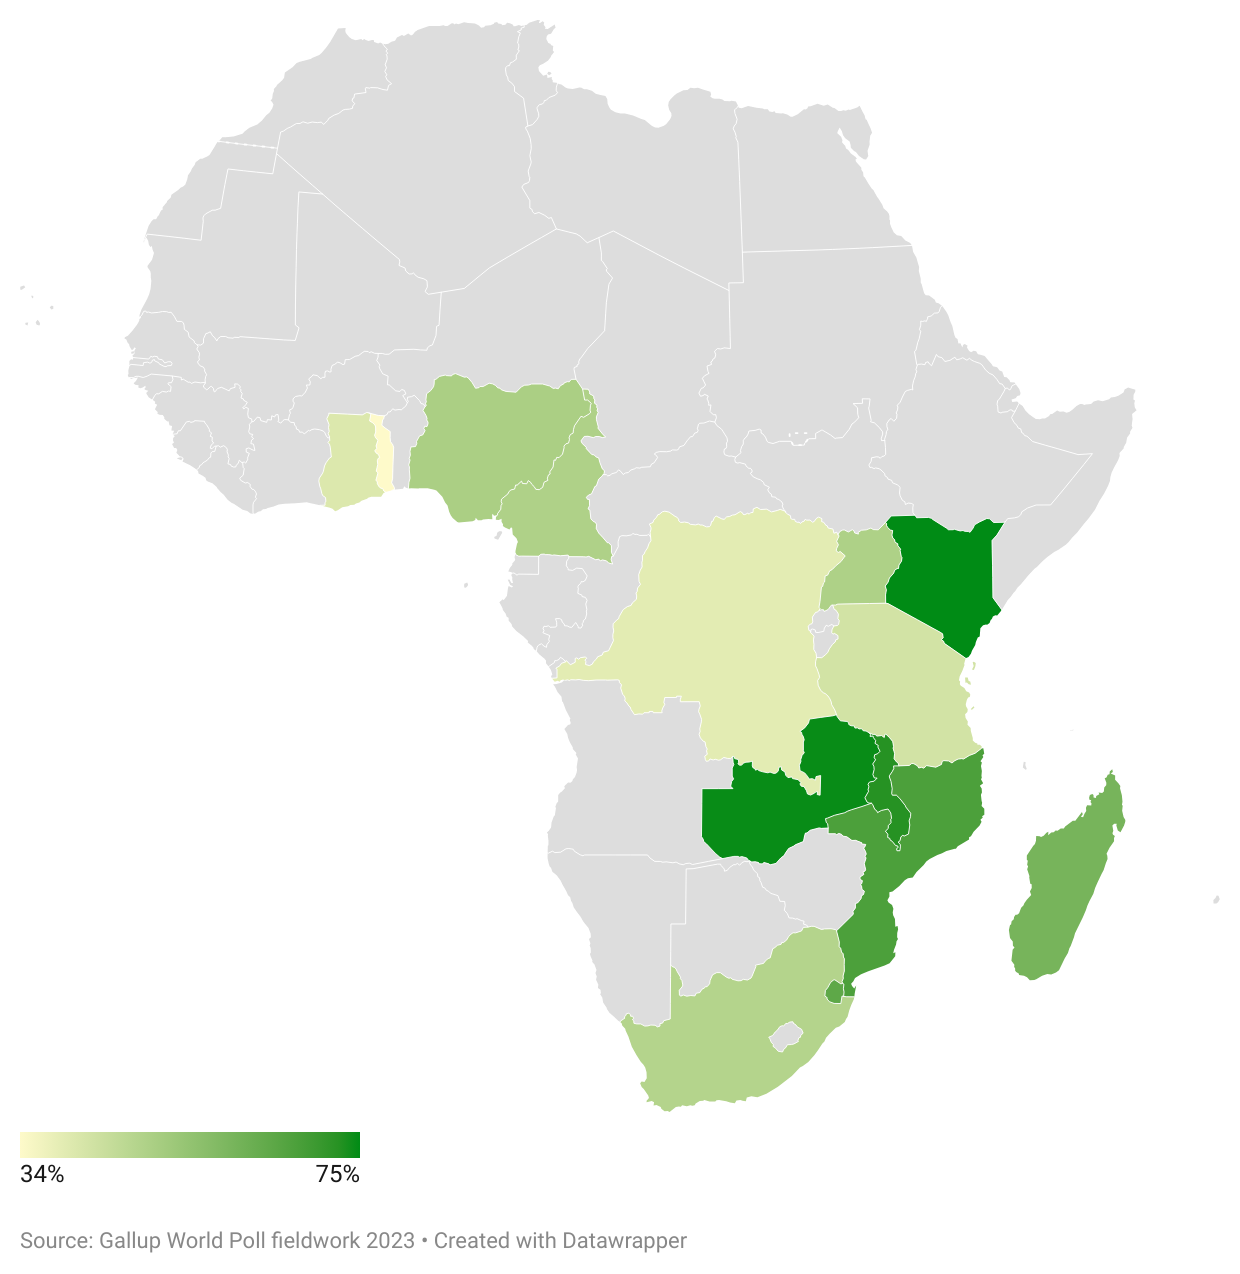 34% 75%
Source: Gallup World Poll fieldwork 2023 • Created with Datawrapper